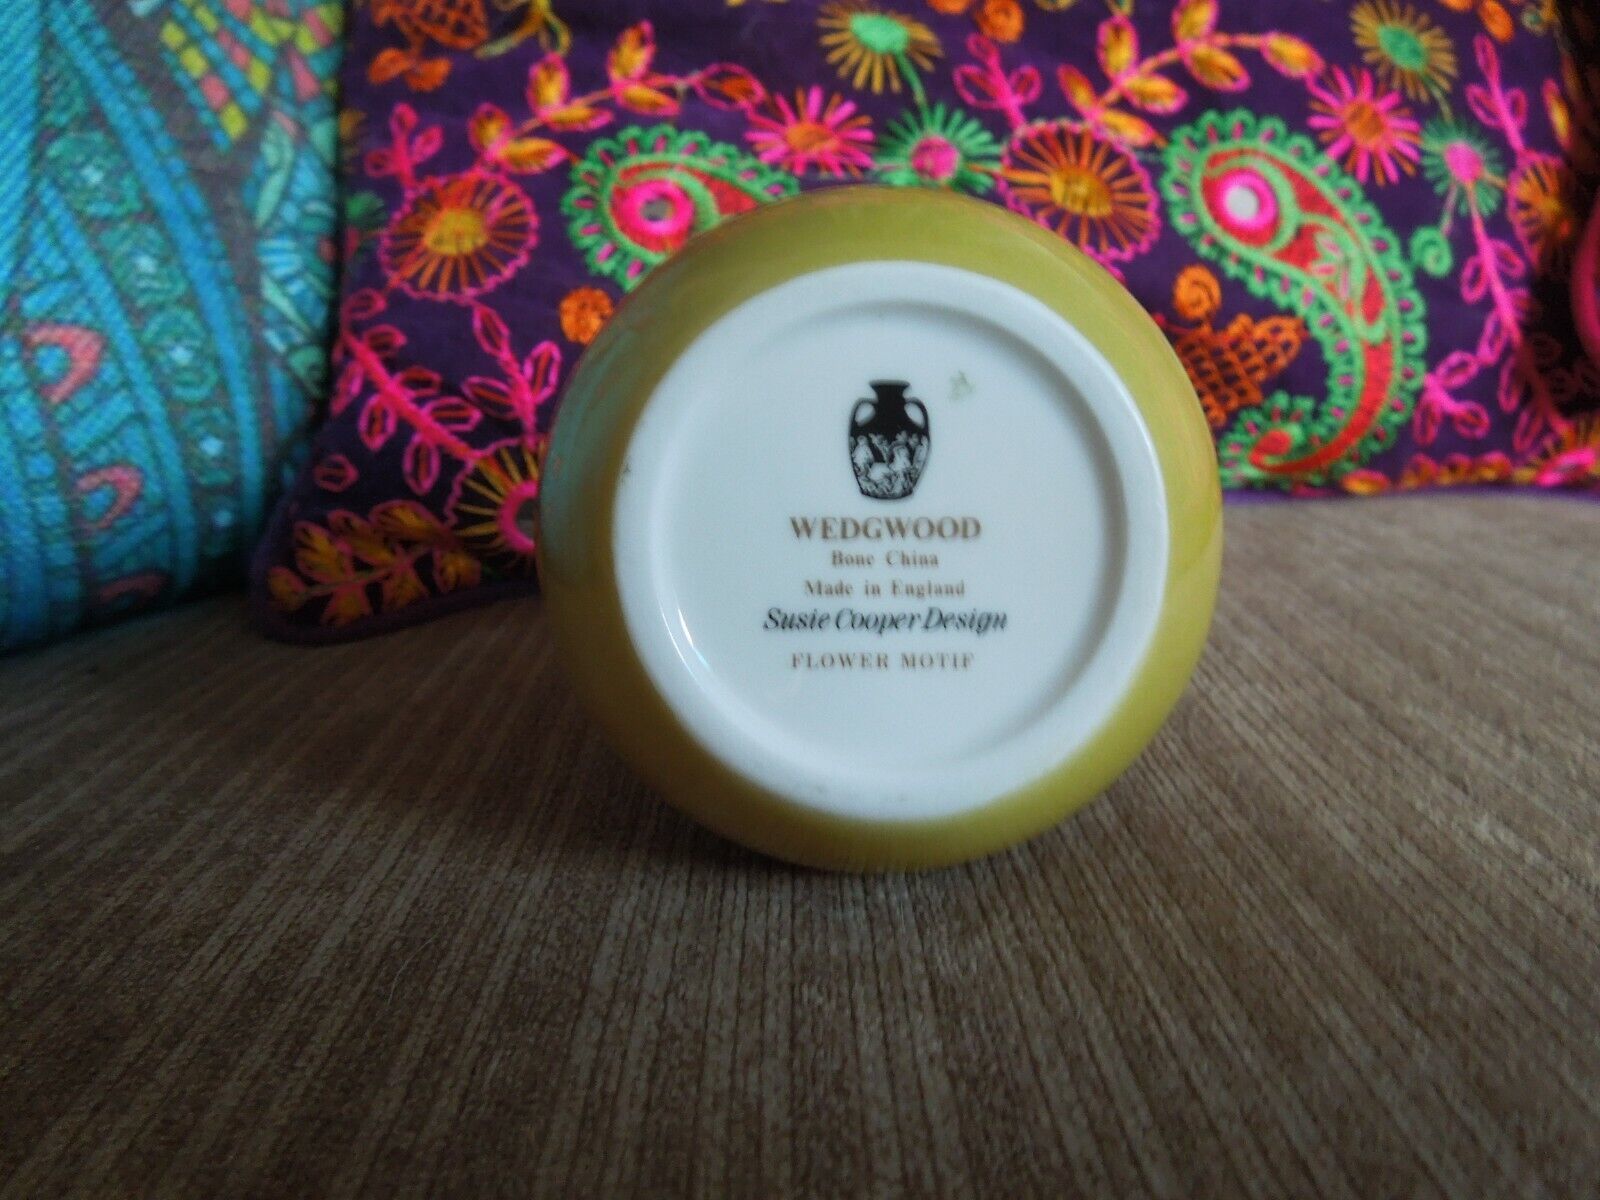 WEDGWOOD
Bone China
Made in England
Susie Cooper Design
FLOWER MOTIF